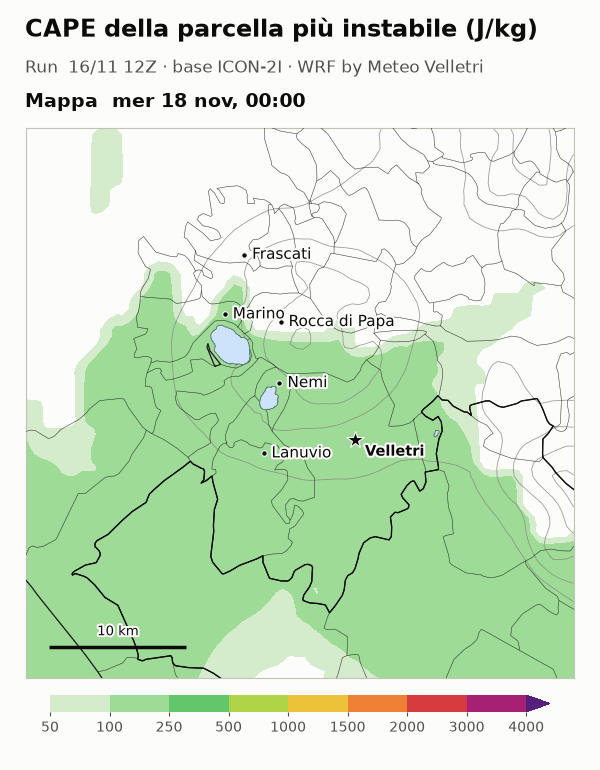 CAPE della parcella più instabile (J/kg)
Run  16/11 12Z · base ICON-2I · WRF by Meteo Velletri
Mappa  mer 18 nov, 00:00
Frascati
Marino
Rocca di Papa
Nemi
Velletri
Lanuvio
10 km
50 100 250 500 1000 1500 2000 3000 4000